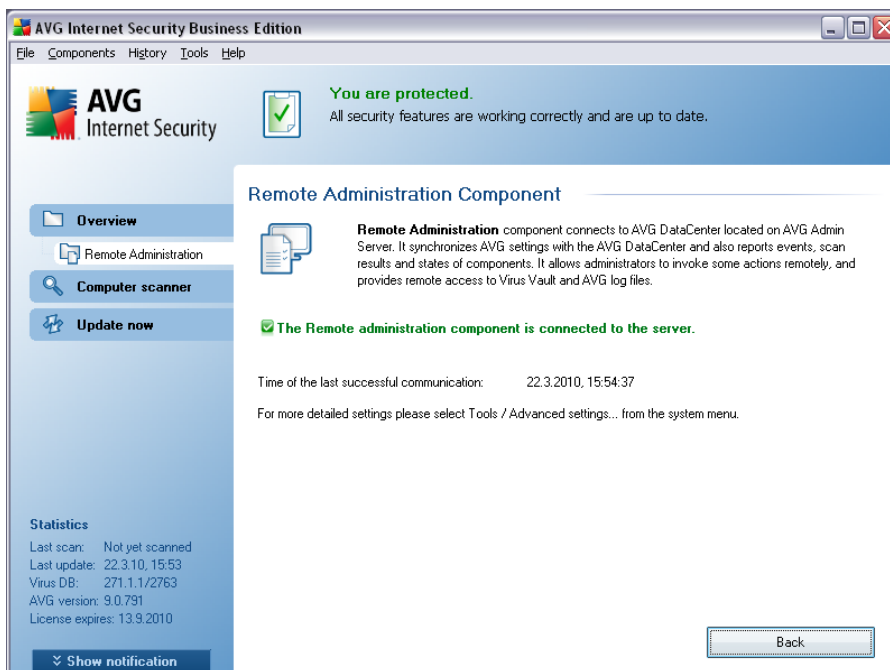 AVG Internet Security Business Edition
File Components History Tools Help
AVG
Internet Security
You are protected.
All security features are working correctly and are up to date.
Overview
Remote Administration
Computer scanner
Update now
Remote Administration Component
Remote Administration component connects to AVG DataCenter located on AVG Admin
Server. It synchronizes AVG settings with the AVG DataCenter and also reports events, scan
results and states of components. It allows administrators to invoke some actions remotely, and
provides remote access to Virus Vault and AVG log files.
The Remote administration component is connected to the server.
Time of the last successful communication: 22.3.2010, 15:54:37
For more detailed settings please select Tools / Advanced settings... from the system menu.
Statistics
Last scan: Not yet scanned
Last update: 22.3.10, 15:53
Virus DB: 271.1.1/2763
AVG version: 9.0.791
License expires: 13.9.2010
Show notification
Back